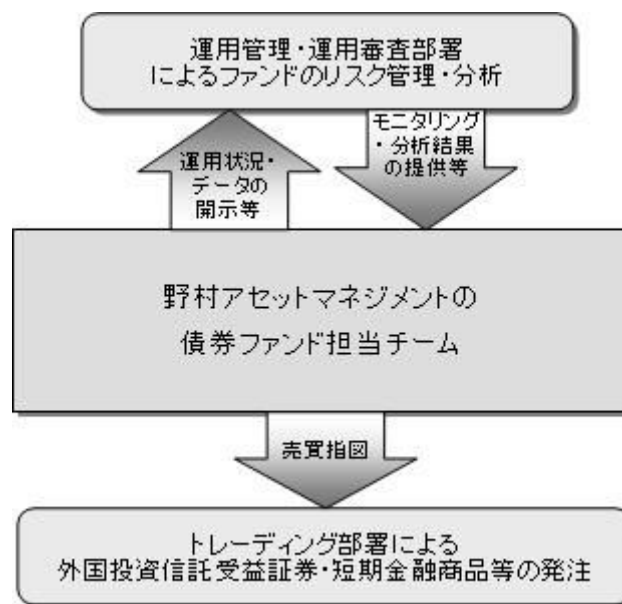 運用管理・運用審査部署
によるファンドのリスク管理・分析
運用状況・
データの
開示等
モニタリング
・分析結果
の提供等
野村アセットマネジメントの
債券ファンド担当チーム
売買指図
トレーディング部署による
外国投資信託受益証券・短期金融商品等の発注